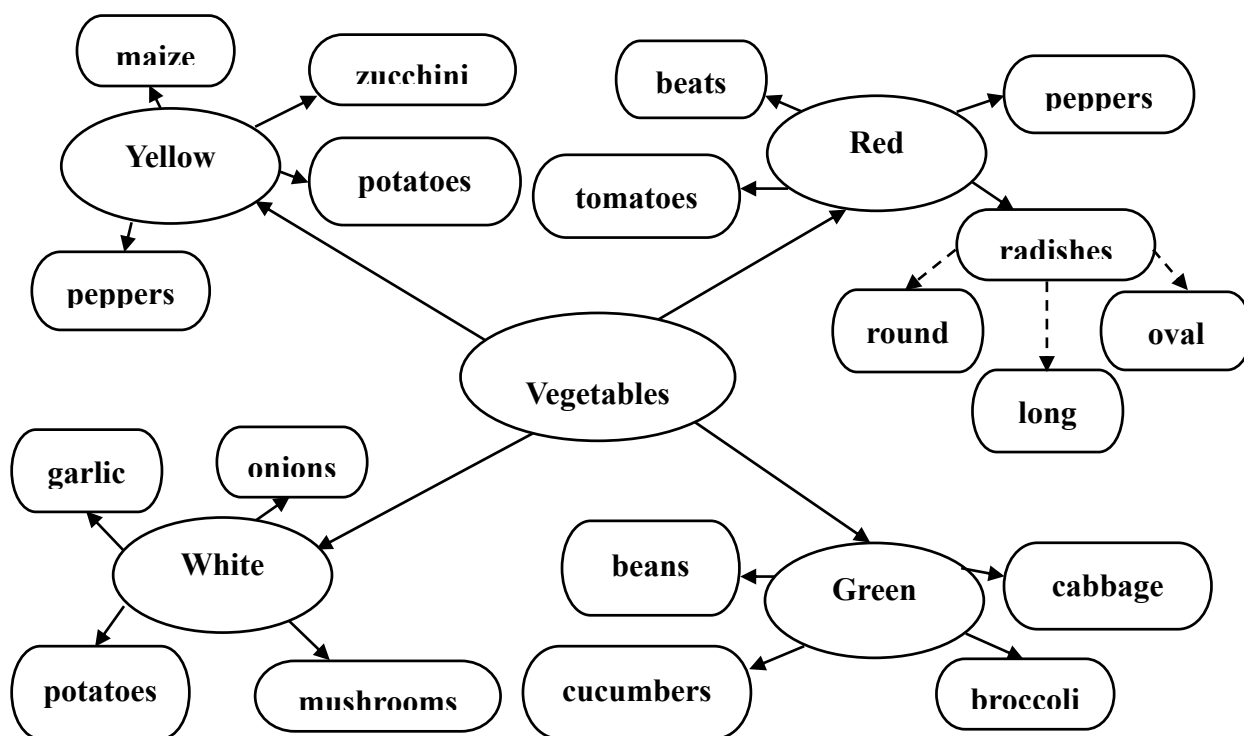 maize
zucchini
Yellow
potatoes
peppers
beats
Red
peppers
tomatoes
radishes
round
long
oval
Vegetables
garlic
onions
White
potatoes
mushrooms
beans
Green
cabbage
cucumbers
broccoli